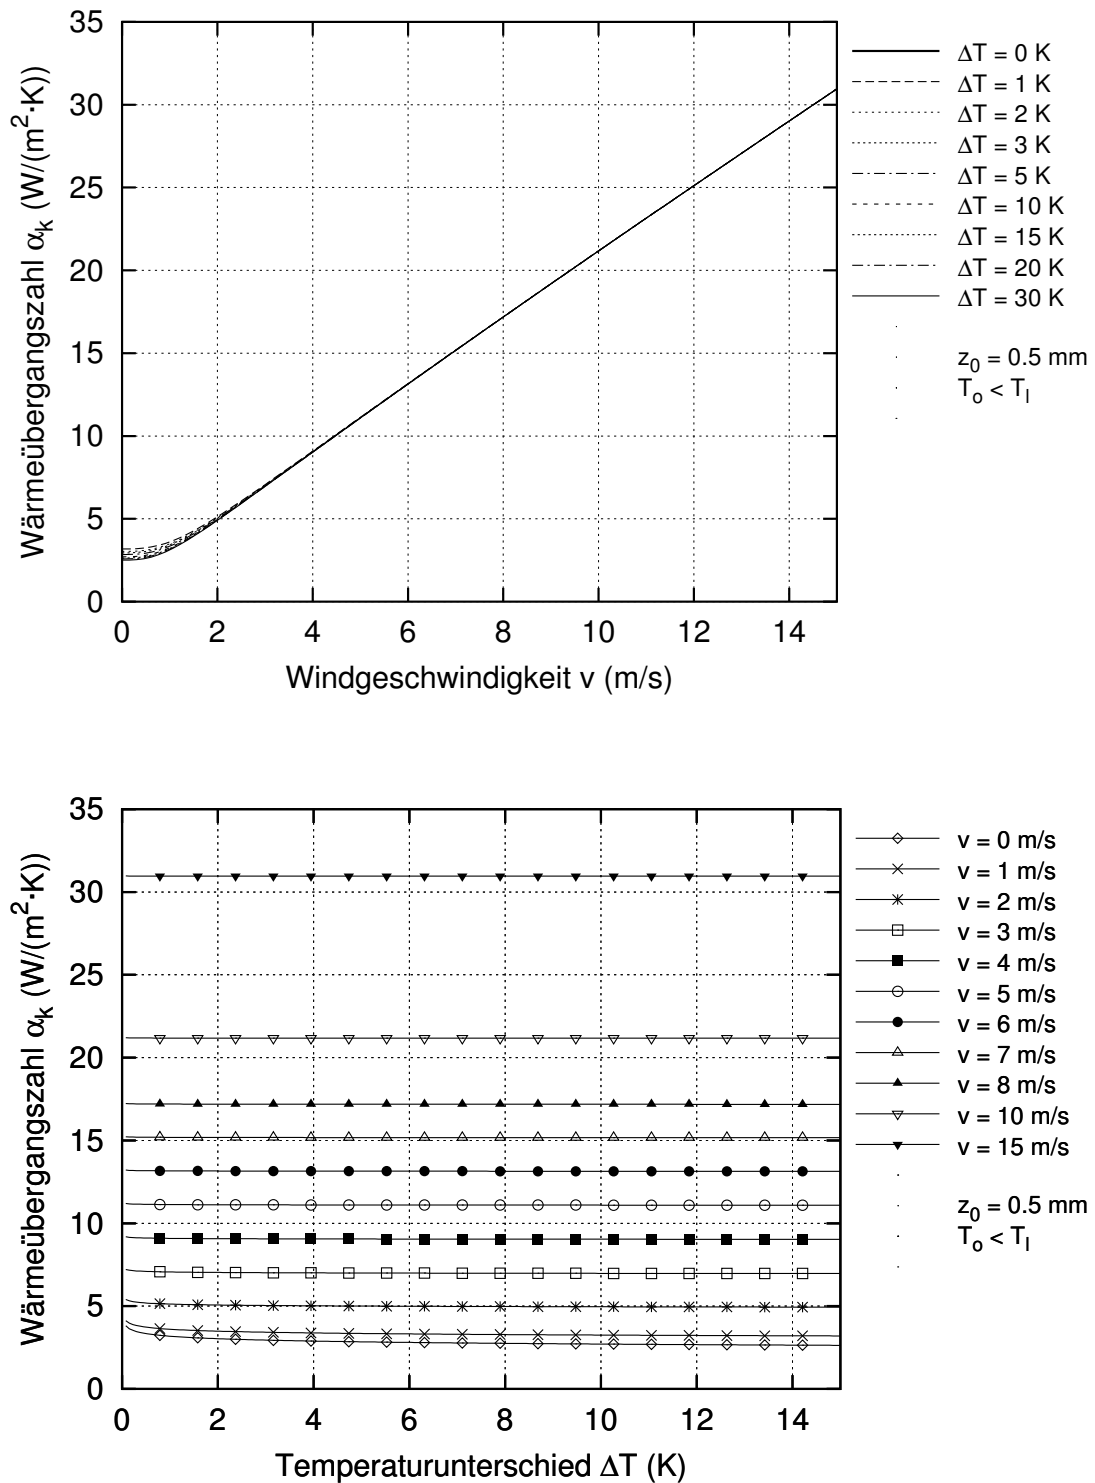 Wärmeübergangszahl αk (W/(m²·K))
35
30
25
20
15
10
5
0
0 2 4 6 8 10 12 14
Windgeschwindigkeit v (m/s)
ΔT = 0 K
ΔT = 1 K
ΔT = 2 K
ΔT = 3 K
ΔT = 5 K
ΔT = 10 K
ΔT = 15 K
ΔT = 20 K
ΔT = 30 K
z0 = 0.5 mm
To < Tl
Wärmeübergangszahl αk (W/(m²·K))
35
30
25
20
15
10
5
0
0 2 4 6 8 10 12 14
Temperaturunterschied ΔT (K)
v = 0 m/s
v = 1 m/s
v = 2 m/s
v = 3 m/s
v = 4 m/s
v = 5 m/s
v = 6 m/s
v = 7 m/s
v = 8 m/s
v = 10 m/s
v = 15 m/s
z0 = 0.5 mm
To < Tl